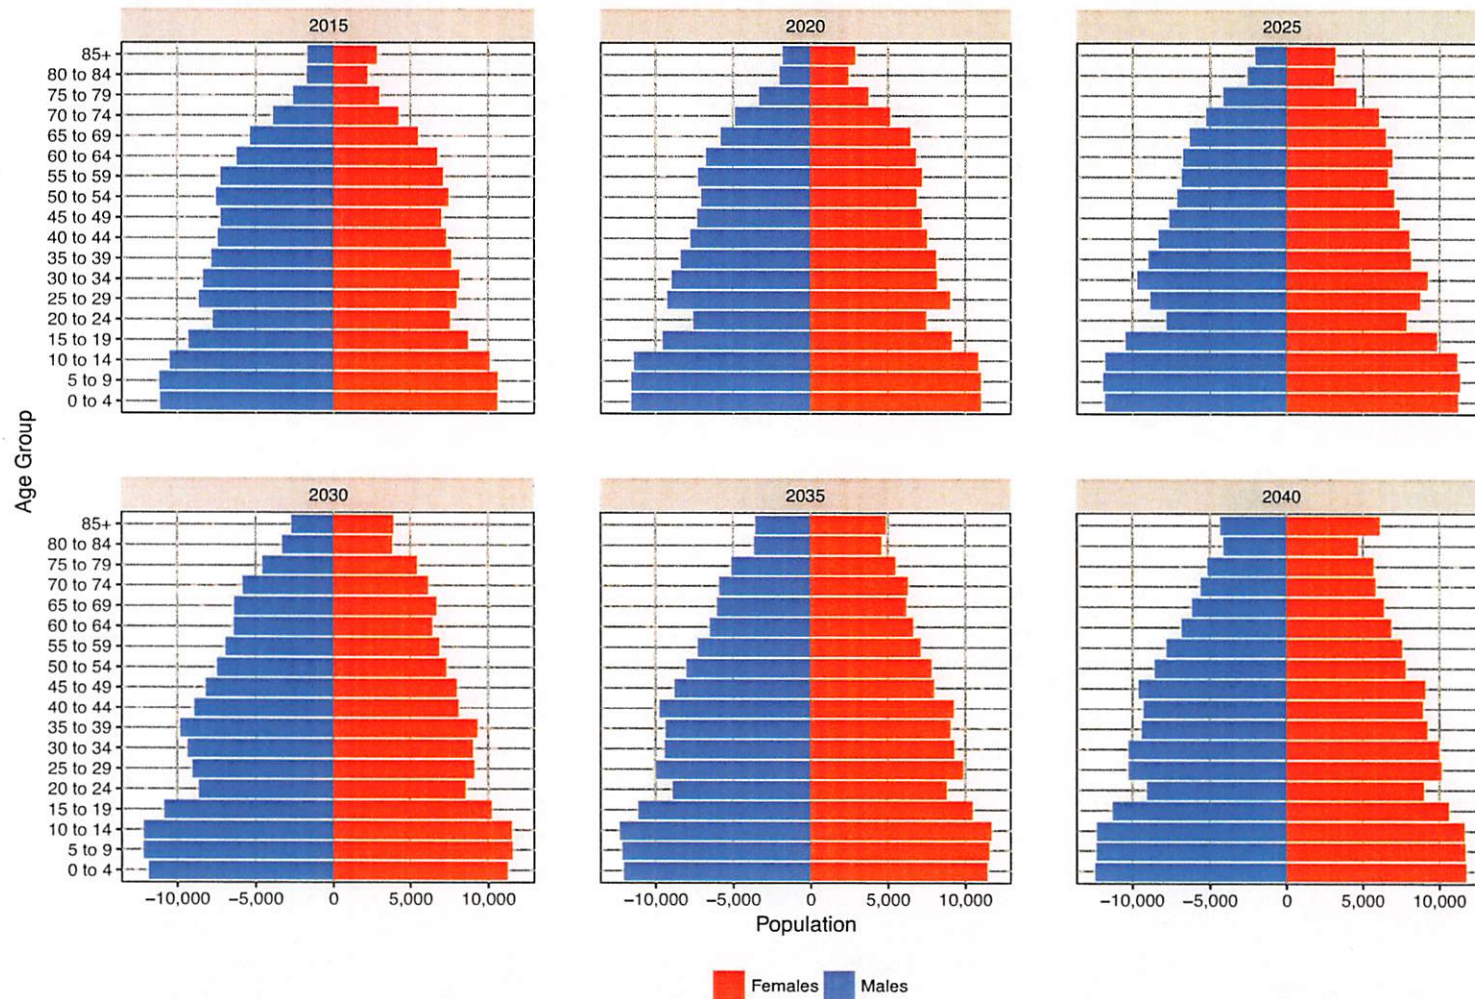 2015
2020
2025
85+
80 to 84
75 to 79
70 to 74
65 to 69
60 to 64
55 to 59
50 to 54
45 to 49
40 to 44
35 to 39
30 to 34
25 to 29
20 to 24
15 to 19
10 to 14
5 to 9
0 to 4
Age Group
2030
2035
2040
85+
80 to 84
75 to 79
70 to 74
65 to 69
60 to 64
55 to 59
50 to 54
45 to 49
40 to 44
35 to 39
30 to 34
25 to 29
20 to 24
15 to 19
10 to 14
5 to 9
0 to 4
−10,000 −5,000 0 5,000 10,000
−10,000 −5,000 0 5,000 10,000
−10,000 −5,000 0 5,000 10,000
Population
Females Males